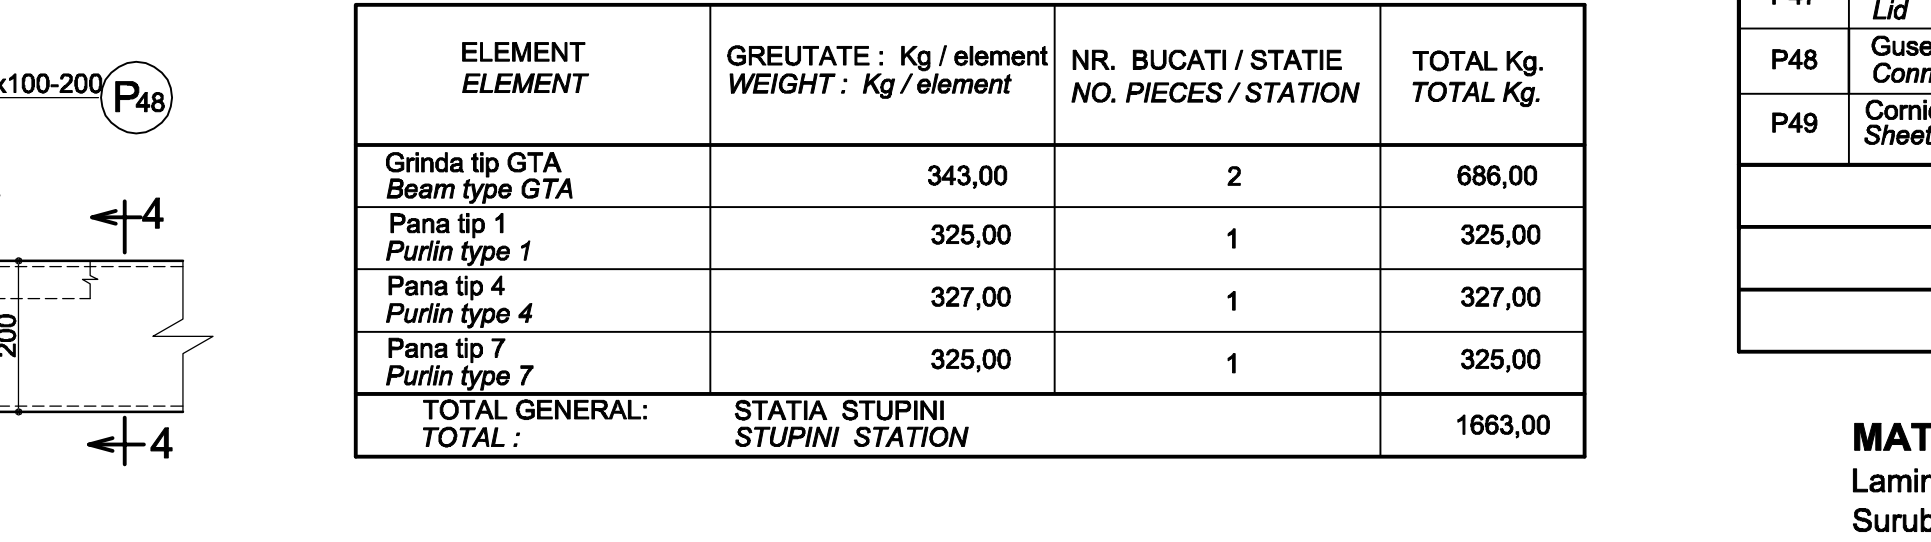 x100-200
P48
4
200
4
ELEMENT
ELEMENT
GREUTATE : Kg / element
WEIGHT : Kg / element
NR. BUCATI / STATIE
NO. PIECES / STATION
TOTAL Kg.
TOTAL Kg.
Grinda tip GTA
Beam type GTA
343,00
2
686,00
Pana tip 1
Purlin type 1
325,00
1
325,00
Pana tip 4
Purlin type 4
327,00
1
327,00
Pana tip 7
Purlin type 7
325,00
1
325,00
TOTAL GENERAL: STATIA STUPINI
TOTAL : STUPINI STATION
1663,00
Lid
P48
P49
Sheet